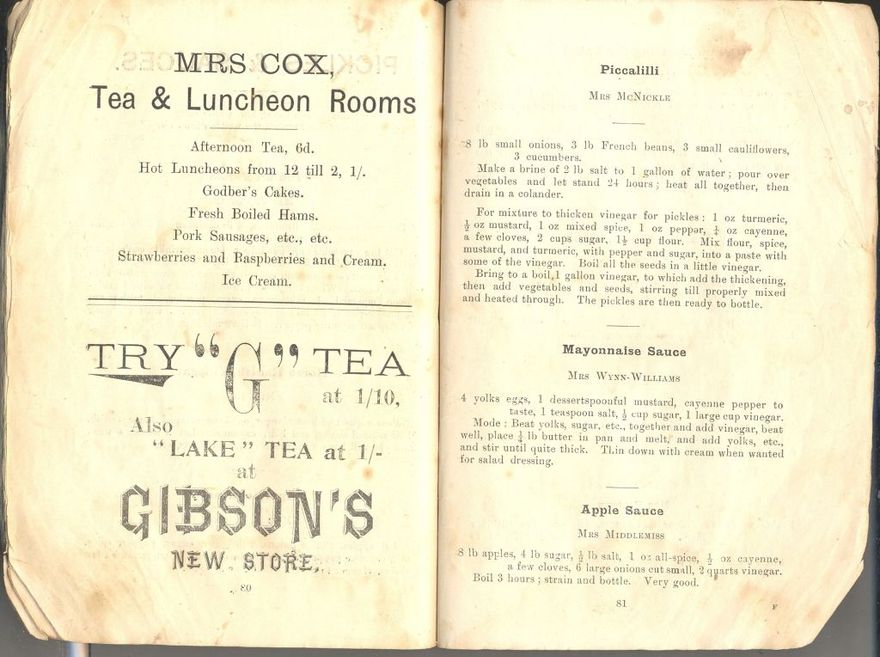 MRS COX,
Tea & Luncheon Rooms
Afternoon Tea, 6d.
Hot Luncheons from 12 till 2, 1/.
Godber's Cakes.
Fresh Boiled Hams.
Pork Sausages, etc., etc.
Strawberries and Raspberries and Cream.
Ice Cream.
TRY "G" TEA
at 1/10,
Also
"LAKE" TEA at 1/-
at
GIBSON'S
NEW STORE.
80
Piccalilli
MRS MCNICKLE
8 lb small onions, 3 lb French beans, 3 small cauliflowers,
3 cucumbers.
Make a brine of 2 lb salt to 1 gallon of water; pour over
vegetables and let stand 24 hours; heat all together, then
drain in a colander.
For mixture to thicken vinegar for pickles: 1 oz turmeric,
½ oz mustard, 1 oz mixed spice, 1 oz pepper, ¼ oz cayenne,
a few cloves, 2 cups sugar, 1½ cup flour. Mix flour, spice,
mustard, and turmeric, with pepper and sugar, into a paste with
some of the vinegar. Boil all the seeds in a little vinegar.
Bring to a boil, 1 gallon vinegar, to which add the thickening,
then add vegetables and seeds, stirring till properly mixed
and heated through. The pickles are then ready to bottle.
Mayonnaise Sauce
MRS WYNN-WILLIAMS
4 yolks eggs, 1 dessertspoonful mustard, cayenne pepper to
taste, 1 teaspoon salt, ½ cup sugar, 1 large cup vinegar.
Mode: Beat yolks, sugar, etc., together and add vinegar, beat
well, place ¼ lb butter in pan and melt, and add yolks, etc.,
and stir until quite thick. Thin down with cream when wanted
for salad dressing.
Apple Sauce
MRS MIDDLEMISS
8 lb apples, 4 lb sugar, ½ lb salt, 1 oz all-spice, ½ oz cayenne,
a few cloves, 6 large onions cut small, 2 quarts vinegar.
Boil 3 hours; strain and bottle. Very good.
81
F